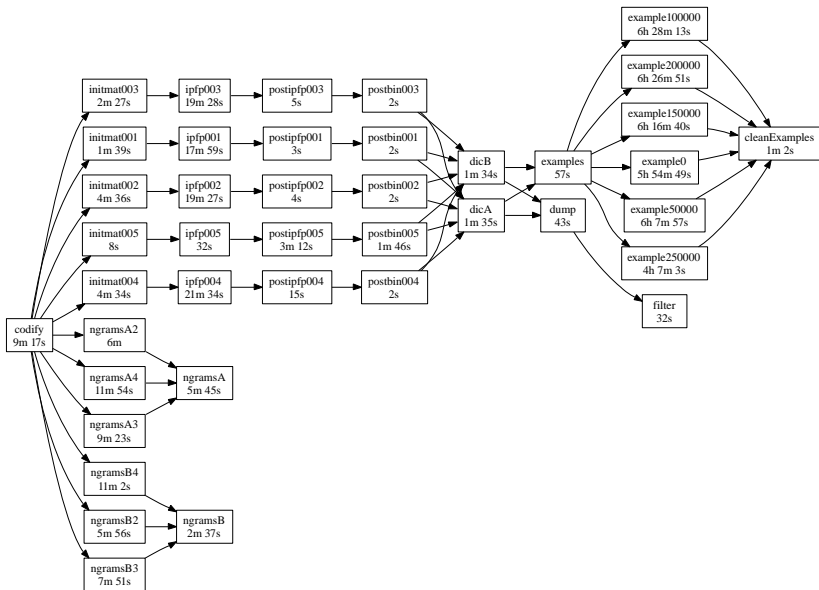 example100000
6h 28m 13s
example200000
6h 26m 51s
initmat003
2m 27s
ipfp003
19m 28s
postipfp003
5s
postbin003
2s
example150000
6h 16m 40s
initmat001
1m 39s
ipfp001
17m 59s
postipfp001
3s
postbin001
2s
cleanExamples
1m 2s
dicB
1m 34s
examples
57s
example0
5h 54m 49s
initmat002
4m 36s
ipfp002
19m 27s
postipfp002
4s
postbin002
2s
dicA
1m 35s
dump
43s
example50000
6h 7m 57s
initmat005
8s
ipfp005
32s
postipfp005
3m 12s
postbin005
1m 46s
example250000
4h 7m 3s
initmat004
4m 34s
ipfp004
21m 34s
postipfp004
15s
postbin004
2s
filter
32s
codify
9m 17s
ngramsA2
6m
ngramsA4
11m 54s
ngramsA
5m 45s
ngramsA3
9m 23s
ngramsB4
11m 2s
ngramsB2
5m 56s
ngramsB
2m 37s
ngramsB3
7m 51s